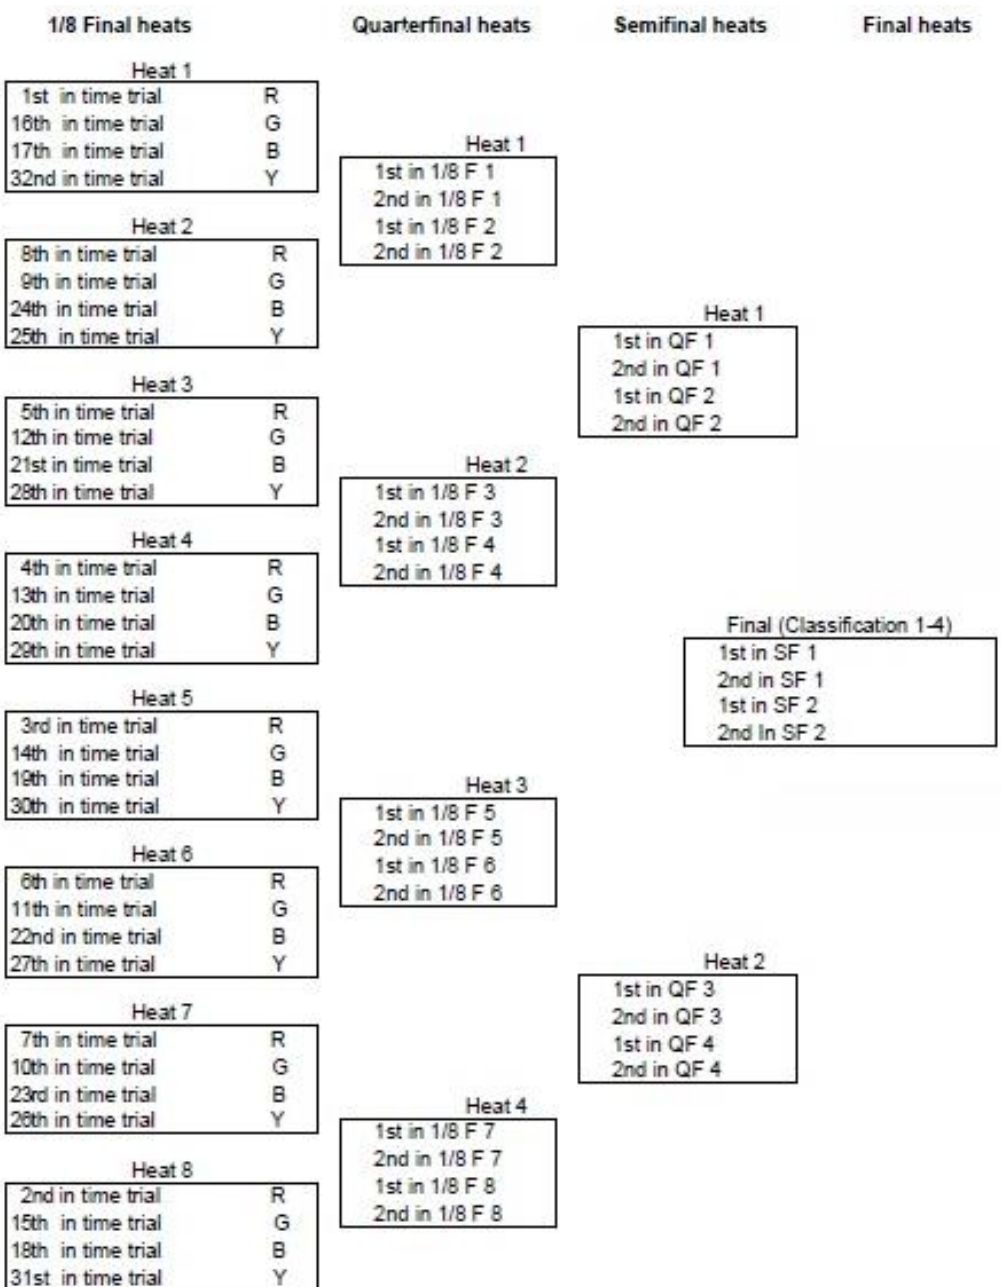 1/8 Final heats Quarterfinal heats Semifinal heats Final heats
Heat 1
1st in time trial R
16th in time trial G
17th in time trial B
32nd in time trial Y
Heat 2
8th in time trial R
9th in time trial G
24th in time trial B
25th in time trial Y
Heat 3
5th in time trial R
12th in time trial G
21st in time trial B
28th in time trial Y
Heat 4
4th in time trial R
13th in time trial G
20th in time trial B
29th in time trial Y
Heat 5
3rd in time trial R
14th in time trial G
19th in time trial B
30th in time trial Y
Heat 6
6th in time trial R
11th in time trial G
22nd in time trial B
27th in time trial Y
Heat 7
7th in time trial R
10th in time trial G
23rd in time trial B
26th in time trial Y
Heat 8
2nd in time trial R
15th in time trial G
18th in time trial B
31st in time trial Y
Heat 1
1st in 1/8 F 1
2nd in 1/8 F 1
1st in 1/8 F 2
2nd in 1/8 F 2
Heat 2
1st in 1/8 F 3
2nd in 1/8 F 3
1st in 1/8 F 4
2nd in 1/8 F 4
Heat 3
1st in 1/8 F 5
2nd in 1/8 F 5
1st in 1/8 F 6
2nd in 1/8 F 6
Heat 4
1st in 1/8 F 7
2nd in 1/8 F 7
1st in 1/8 F 8
2nd in 1/8 F 8
Heat 1
1st in QF 1
2nd in QF 1
1st in QF 2
2nd in QF 2
Heat 2
1st in QF 3
2nd in QF 3
1st in QF 4
2nd in QF 4
Final (Classification 1-4)
1st in SF 1
2nd in SF 1
1st in SF 2
2nd In SF 2